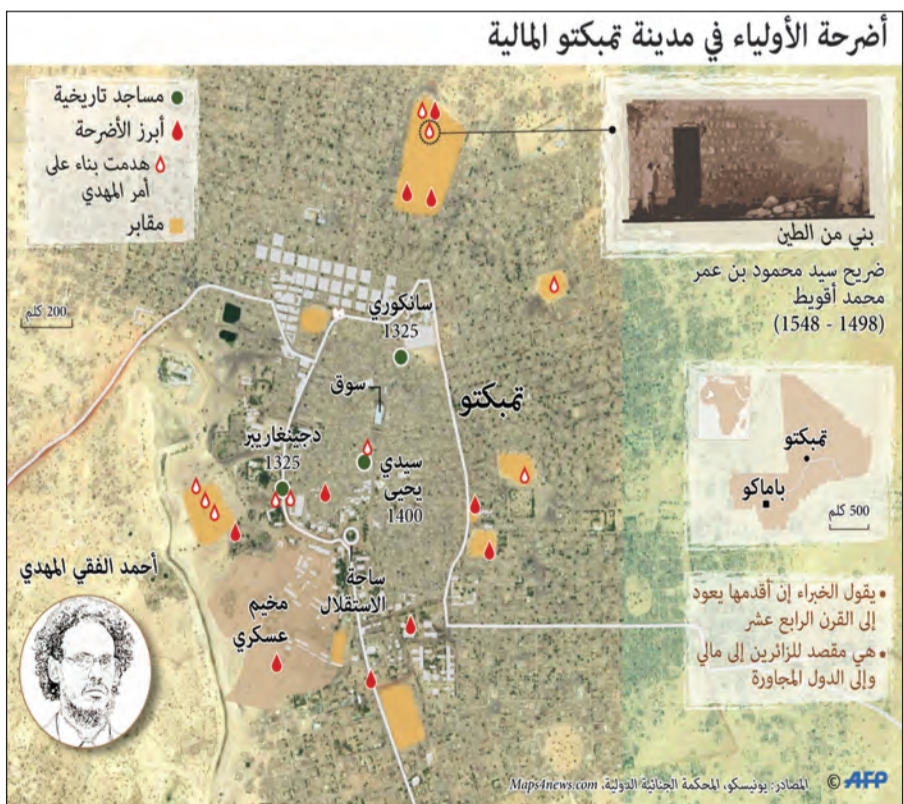 أضرحة الأولياء في مدينة تمبكتو المالية
مساجد تاريخية
أبرز الأضرحة
هدمت بناء على
أمر المهدي
مقابر
بني من الطين
ضريح سيد محمود بن عمر
محمد أقويط
(1498 - 1548)
200 كلم
سانكوري
1325
سوق
تمبكتو
دجينغاريبر
1325
سيدي
يحيى
1400
تمبكتو
باماكو
500 كلم
أحمد الفقي المهدي
ساحة
الاستقلال
مخيم
عسكري
• يقول الخبراء إن أقدمها يعود
إلى القرن الرابع عشر
• هي مقصد للزائرين إلى مالي
وإلى الدول المجاورة
المصادر: يونيسكو، المحكمة الجنائية الدولية، Maps4news.com
© AFP